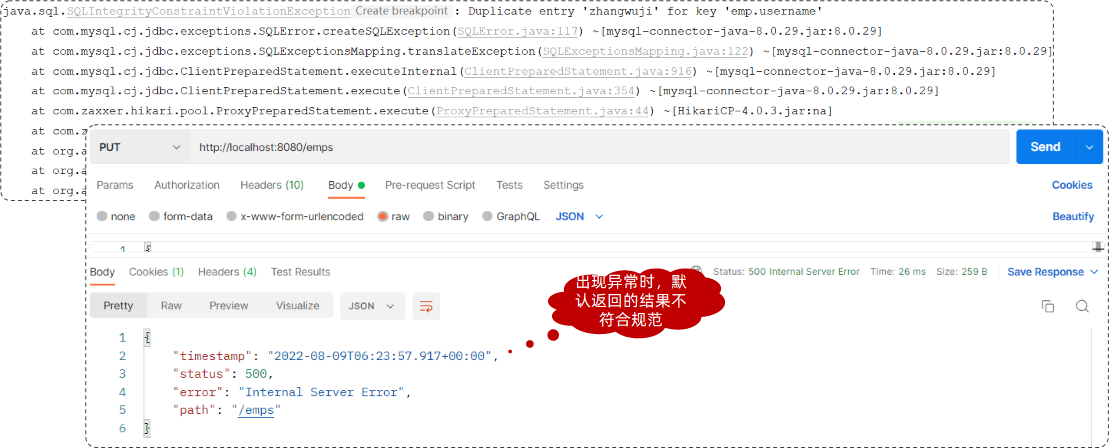 java.sql.SQLIntegrityConstraintViolationException Create breakpoint : Duplicate entry 'zhangwuji' for key 'emp.username'
at com.mysql.cj.jdbc.exceptions.SQLError.createSQLException(SQLError.java:117) ~[mysql-connector-java-8.0.29.jar:8.0.29]
at com.mysql.cj.jdbc.exceptions.SQLExceptionsMapping.translateException(SQLExceptionsMapping.java:122) ~[mysql-connector-java-8.0.29.jar:8.0.29]
at com.mysql.cj.jdbc.ClientPreparedStatement.executeInternal(ClientPreparedStatement.java:916) ~[mysql-connector-java-8.0.29.jar:8.0.29]
at com.mysql.cj.jdbc.ClientPreparedStatement.execute(ClientPreparedStatement.java:354) ~[mysql-connector-java-8.0.29.jar:8.0.29]
at com.zaxxer.hikari.pool.ProxyPreparedStatement.execute(ProxyPreparedStatement.java:44) ~[HikariCP-4.0.3.jar:na]
at com.z
at org.a
at org.a
at org.a
PUT http://localhost:8080/emps Send
Params Authorization Headers (10) Body Pre-request Script Tests Settings Cookies
none form-data x-www-form-urlencoded raw binary GraphQL JSON Beautify
1 {
Body Cookies (1) Headers (4) Test Results Status: 500 Internal Server Error Time: 26 ms Size: 259 B Save Response
Pretty Raw Preview Visualize JSON
出现异常时，默
认返回的结果不
符合规范
1 {
2 "timestamp": "2022-08-09T06:23:57.917+00:00",
3 "status": 500,
4 "error": "Internal Server Error",
5 "path": "/emps"
6 }